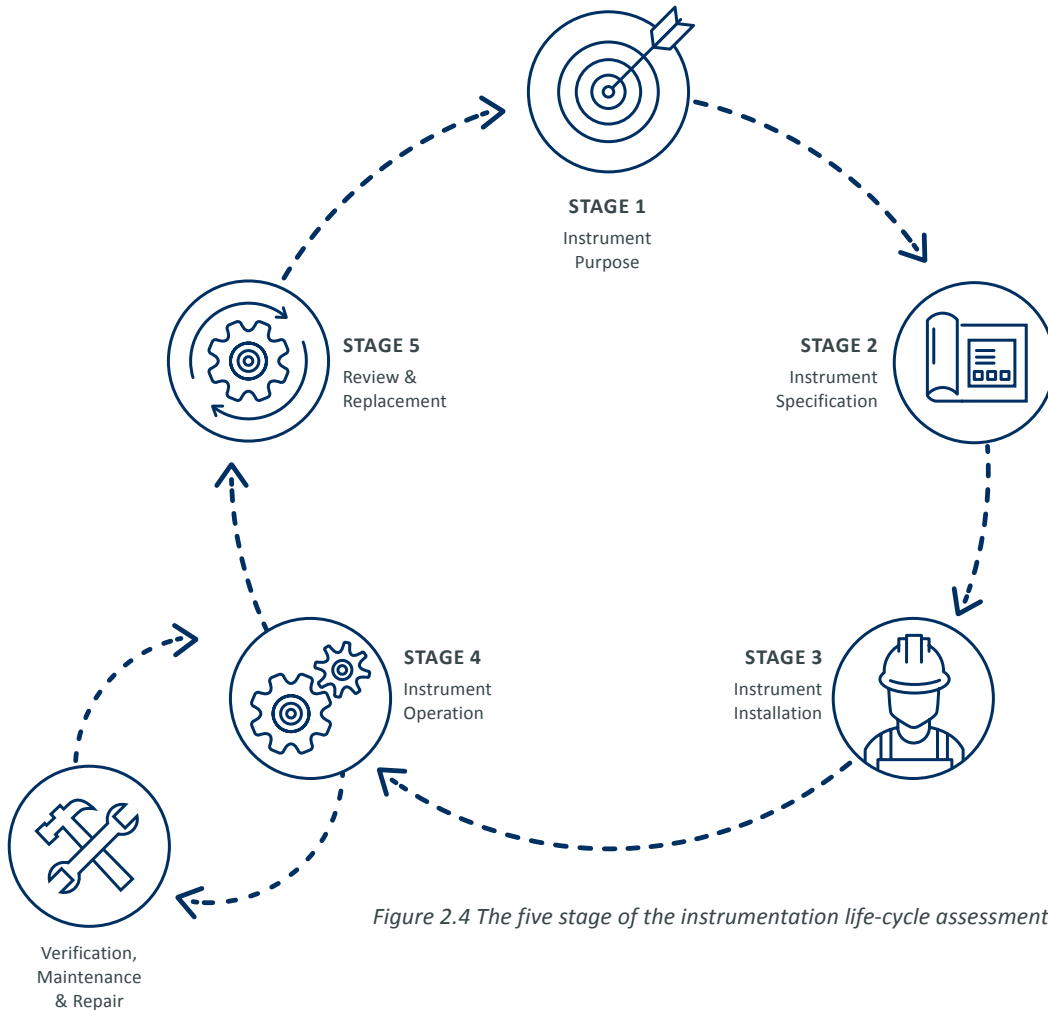 STAGE 1
Instrument
Purpose
STAGE 5
Review &
Replacement
STAGE 2
Instrument
Specification
STAGE 4
Instrument
Operation
STAGE 3
Instrument
Installation
Figure 2.4 The five stage of the instrumentation life-cycle assessment
Verification,
Maintenance
& Repair